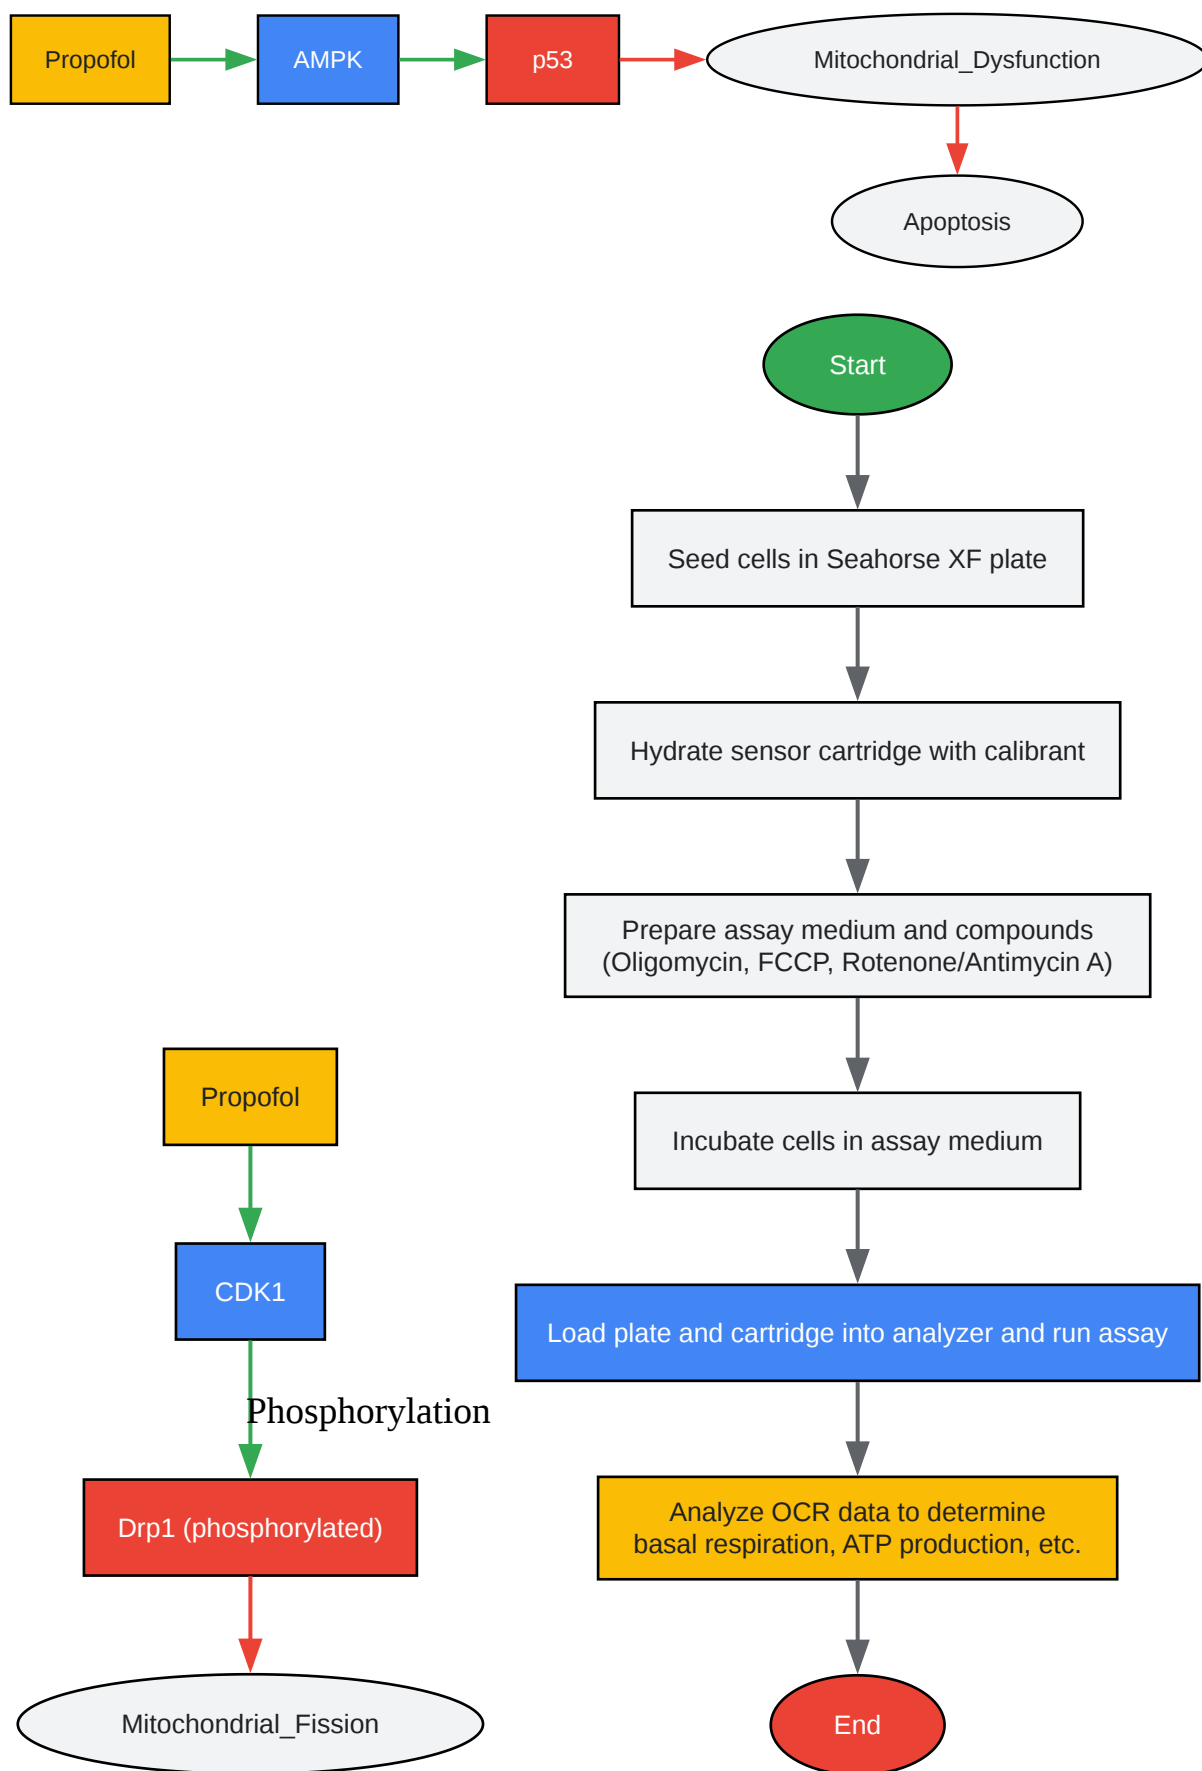 Propofol
AMPK
p53
Mitochondrial_Dysfunction
Apoptosis
Start
Seed cells in Seahorse XF plate
Hydrate sensor cartridge with calibrant
Prepare assay medium and compounds
(Oligomycin, FCCP, Rotenone/Antimycin A)
Incubate cells in assay medium
Load plate and cartridge into analyzer and run assay
Analyze OCR data to determine
basal respiration, ATP production, etc.
End
Propofol
CDK1
Phosphorylation
Drp1 (phosphorylated)
Mitochondrial_Fission